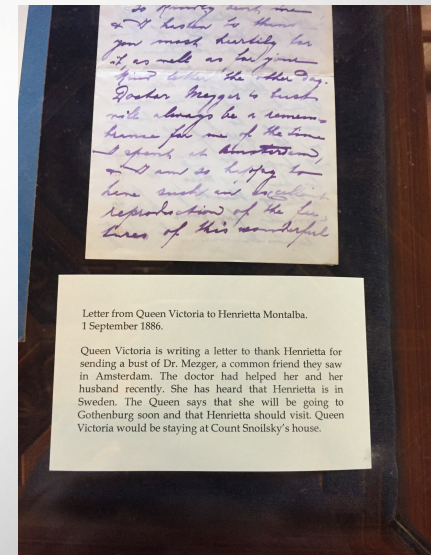 so kindly sent me
& I hasten to thank
you most heartily for
it, as well as for your
kind letter the other day.
Doctor Mezger's bust
will always be a remem-
brance for me of the time
I spent at Amsterdam,
& I am so happy to
have such an excellent
reproduction of the fea-
tures of this wonderful
Letter from Queen Victoria to Henrietta Montalba.
1 September 1886.
Queen Victoria is writing a letter to thank Henrietta for
sending a bust of Dr. Mezger, a common friend they saw
in Amsterdam. The doctor had helped her and her
husband recently. She has heard that Henrietta is in
Sweden. The Queen says that she will be going to
Gothenburg soon and that Henrietta should visit. Queen
Victoria would be staying at Count Snoilsky's house.